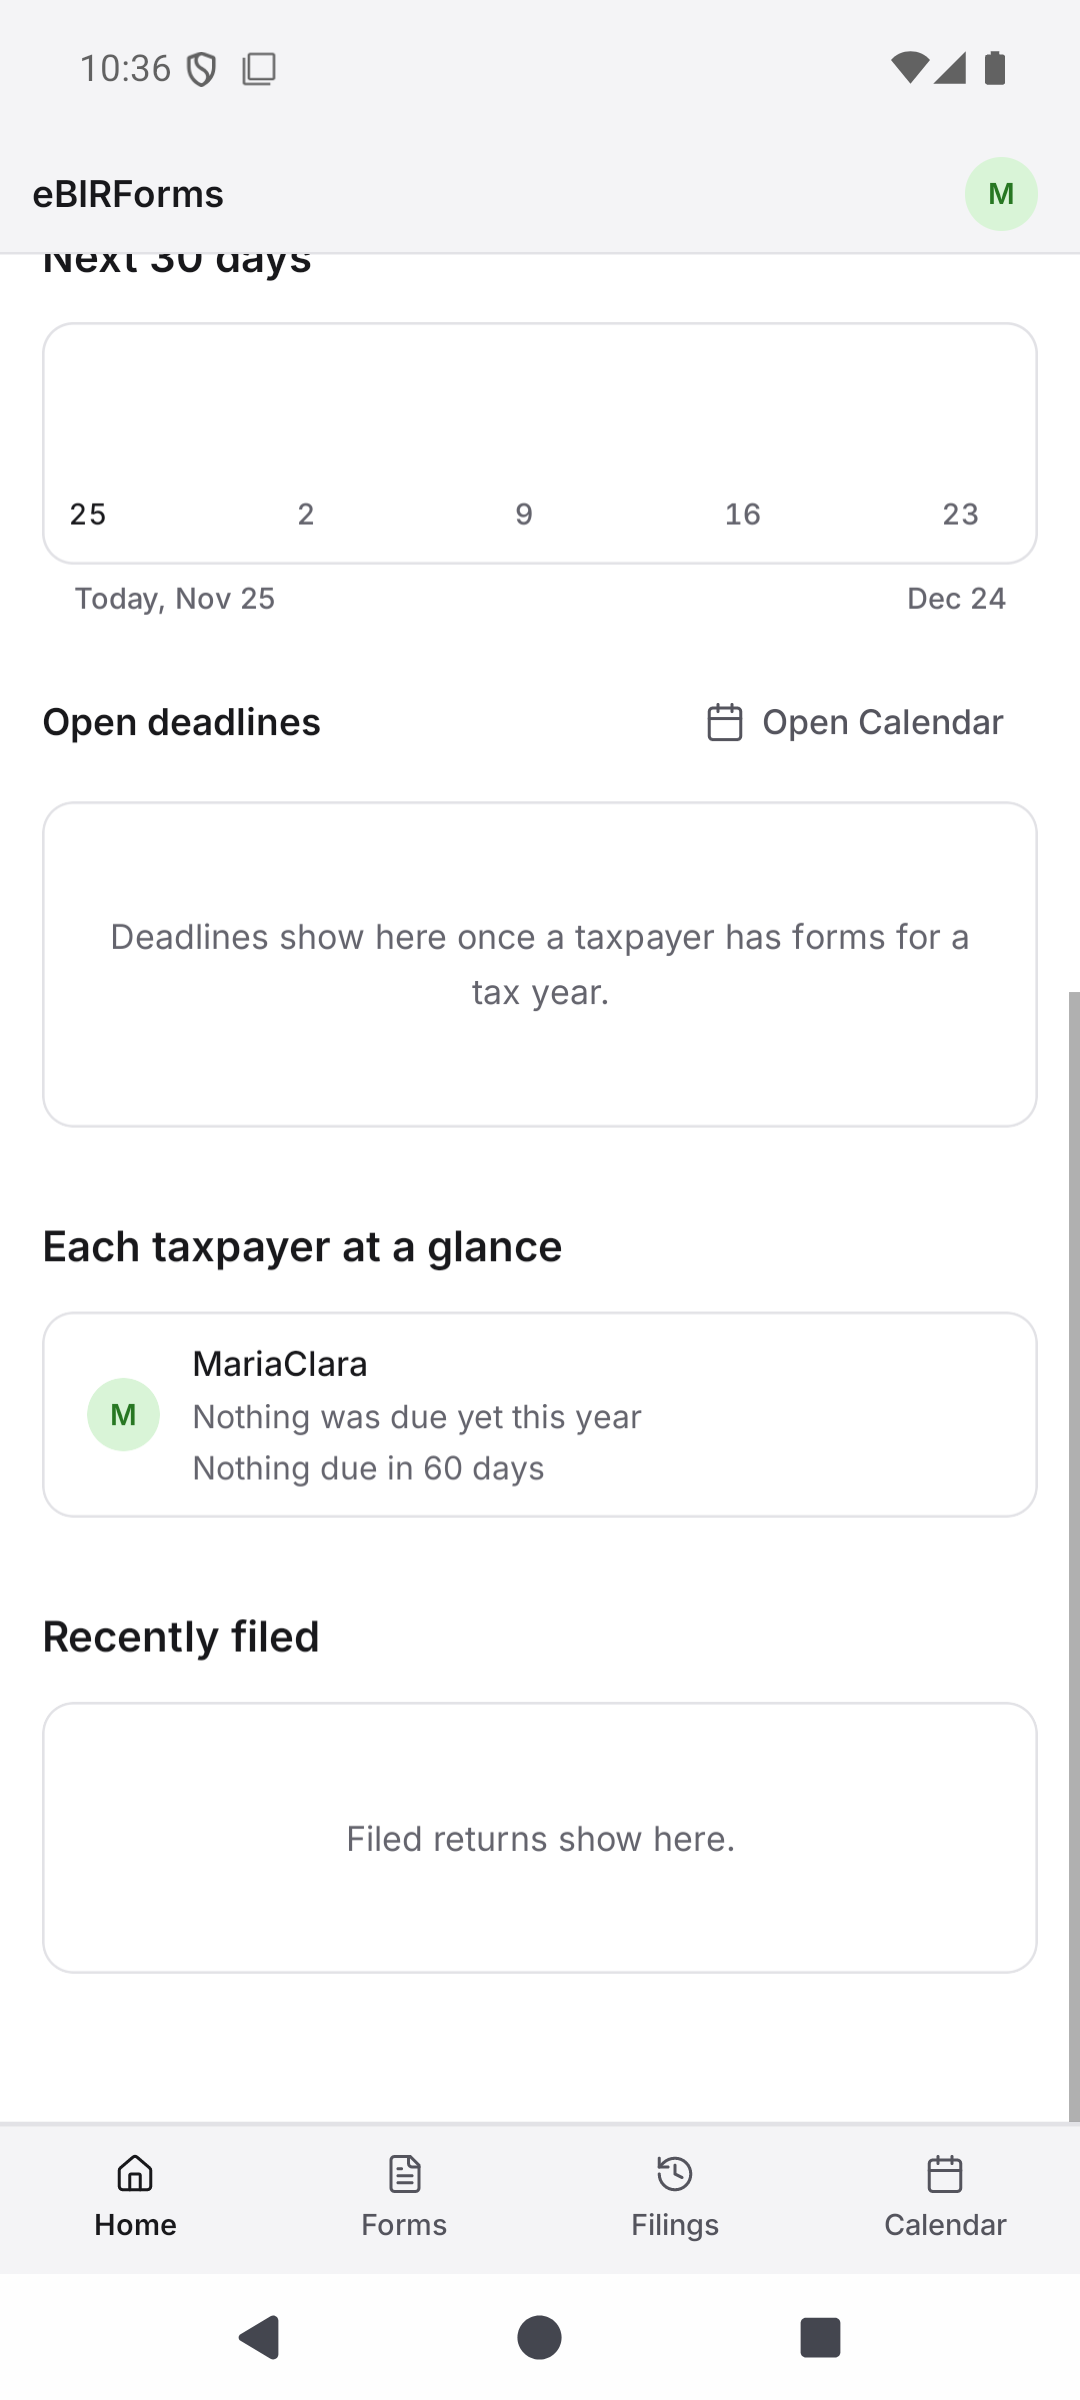 10:36
eBIRForms
M
Next 30 days
25 2 9 16 23
Today, Nov 25 Dec 24
Open deadlines Open Calendar
Deadlines show here once a taxpayer has forms for a
tax year.
Each taxpayer at a glance
M
MariaClara
Nothing was due yet this year
Nothing due in 60 days
Recently filed
Filed returns show here.
Home Forms Filings Calendar